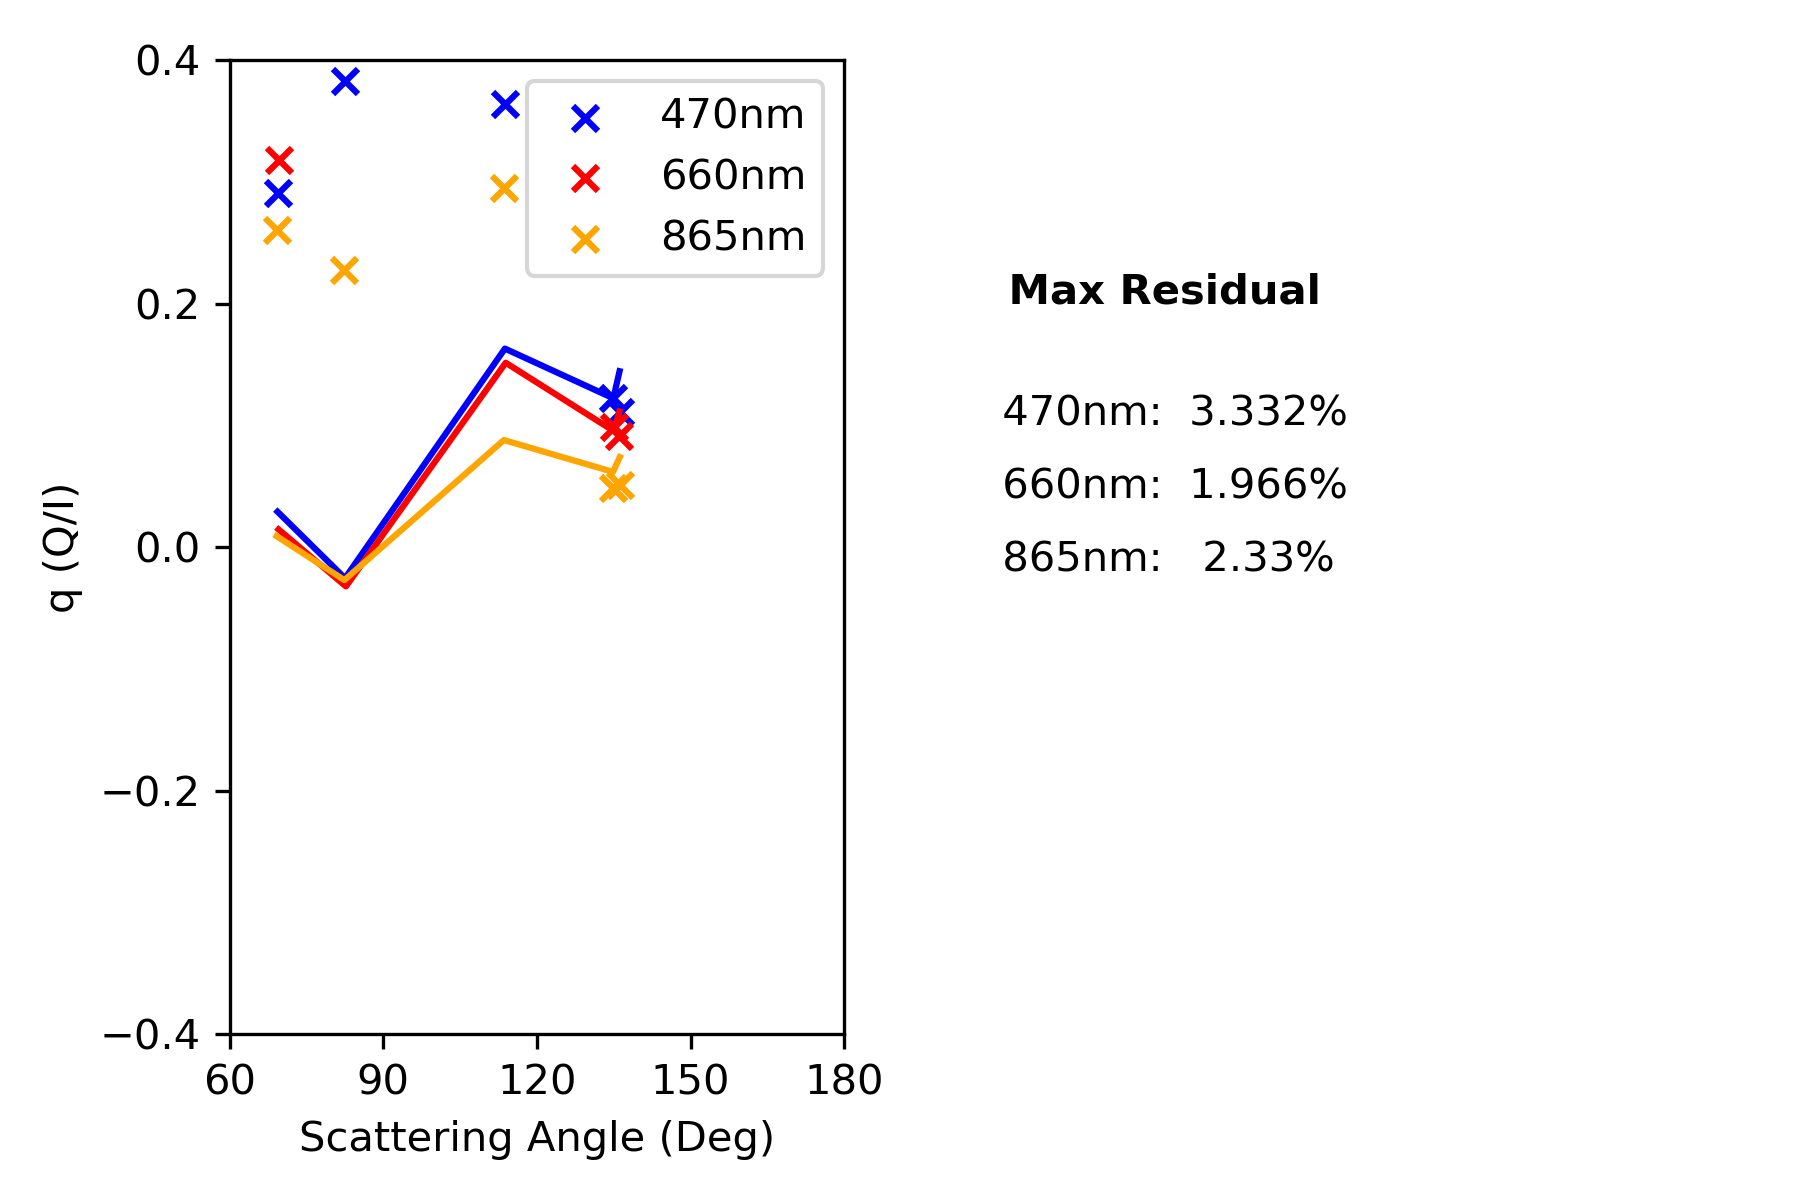 0.4
0.2
0.0
−0.2
−0.4
q (Q/I)
60 90 120 150 180
Scattering Angle (Deg)
470nm
660nm
865nm
Max Residual
470nm: 3.332%
660nm: 1.966%
865nm: 2.33%